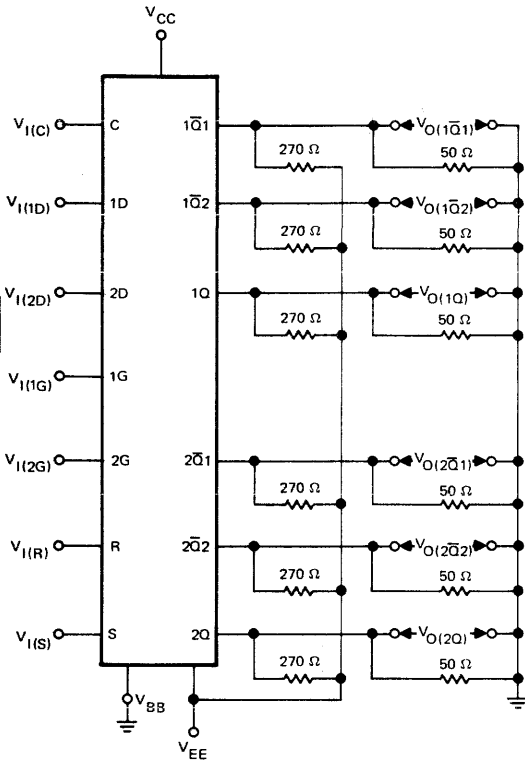 VCC
VI(C) C 1Q̅1 VO(1Q̅1)
270 Ω 50 Ω
VI(1D) 1D 1Q̅2 VO(1Q̅2)
270 Ω 50 Ω
VI(2D) 2D 1Q VO(1Q)
270 Ω 50 Ω
VI(1G) 1G
VI(2G) 2G 2Q̅1 VO(2Q̅1)
270 Ω 50 Ω
VI(R) R 2Q̅2 VO(2Q̅2)
270 Ω 50 Ω
VI(S) S 2Q VO(2Q)
270 Ω 50 Ω
VBB
VEE